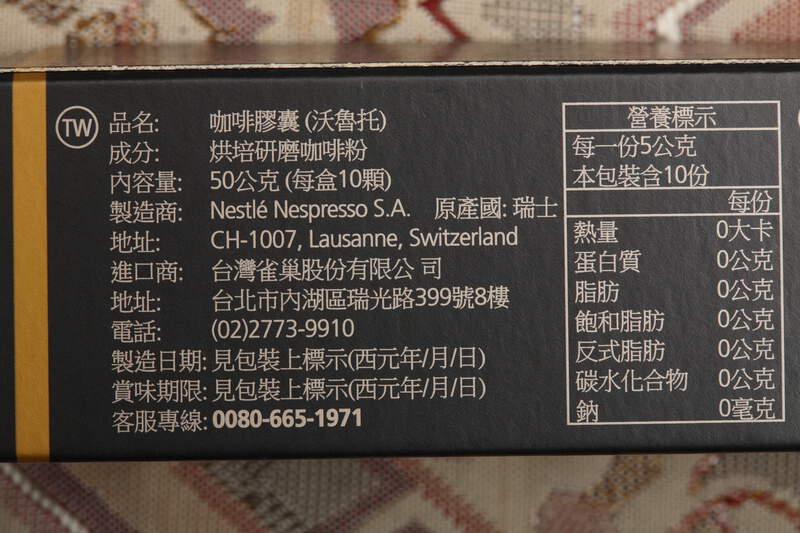 TW
品名: 咖啡膠囊 (沃魯托)
成分: 烘培研磨咖啡粉
內容量: 50公克 (每盒10顆)
製造商: Nestlé Nespresso S.A. 原產國: 瑞士
地址: CH-1007, Lausanne, Switzerland
進口商: 台灣雀巢股份有限公 司
地址: 台北市內湖區瑞光路399號8樓
電話: (02)2773-9910
製造日期: 見包裝上標示(西元年/月/日)
賞味期限: 見包裝上標示(西元年/月/日)
客服專線: 0080-665-1971
營養標示
每一份5公克
本包裝含10份
每份
熱量 0大卡
蛋白質 0公克
脂肪 0公克
飽和脂肪 0公克
反式脂肪 0公克
碳水化合物 0公克
鈉 0毫克